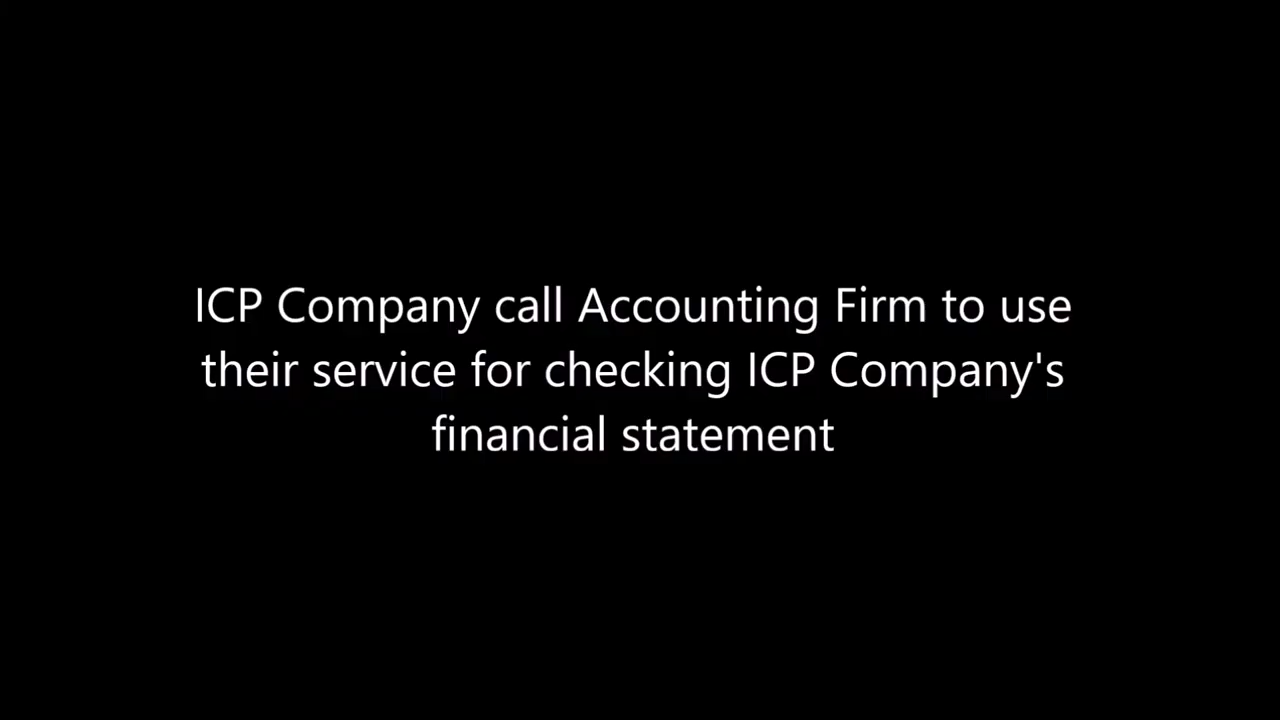 ICP Company call Accounting Firm to use
their service for checking ICP Company's
financial statement